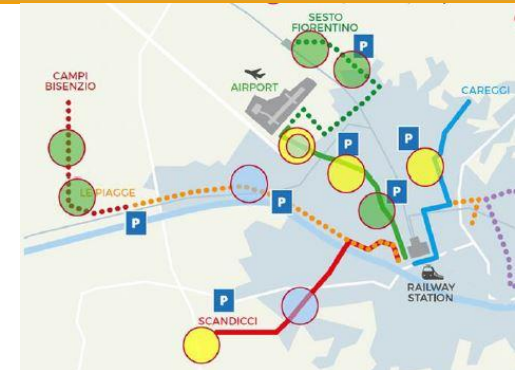 SESTO
FIORENTINO
P
CAMPI
BISENZIO
AIRPORT
CAREGGI
P
P
LE PIAGGE
P
P
P
P
RAILWAY
STATION
SCANDICCI